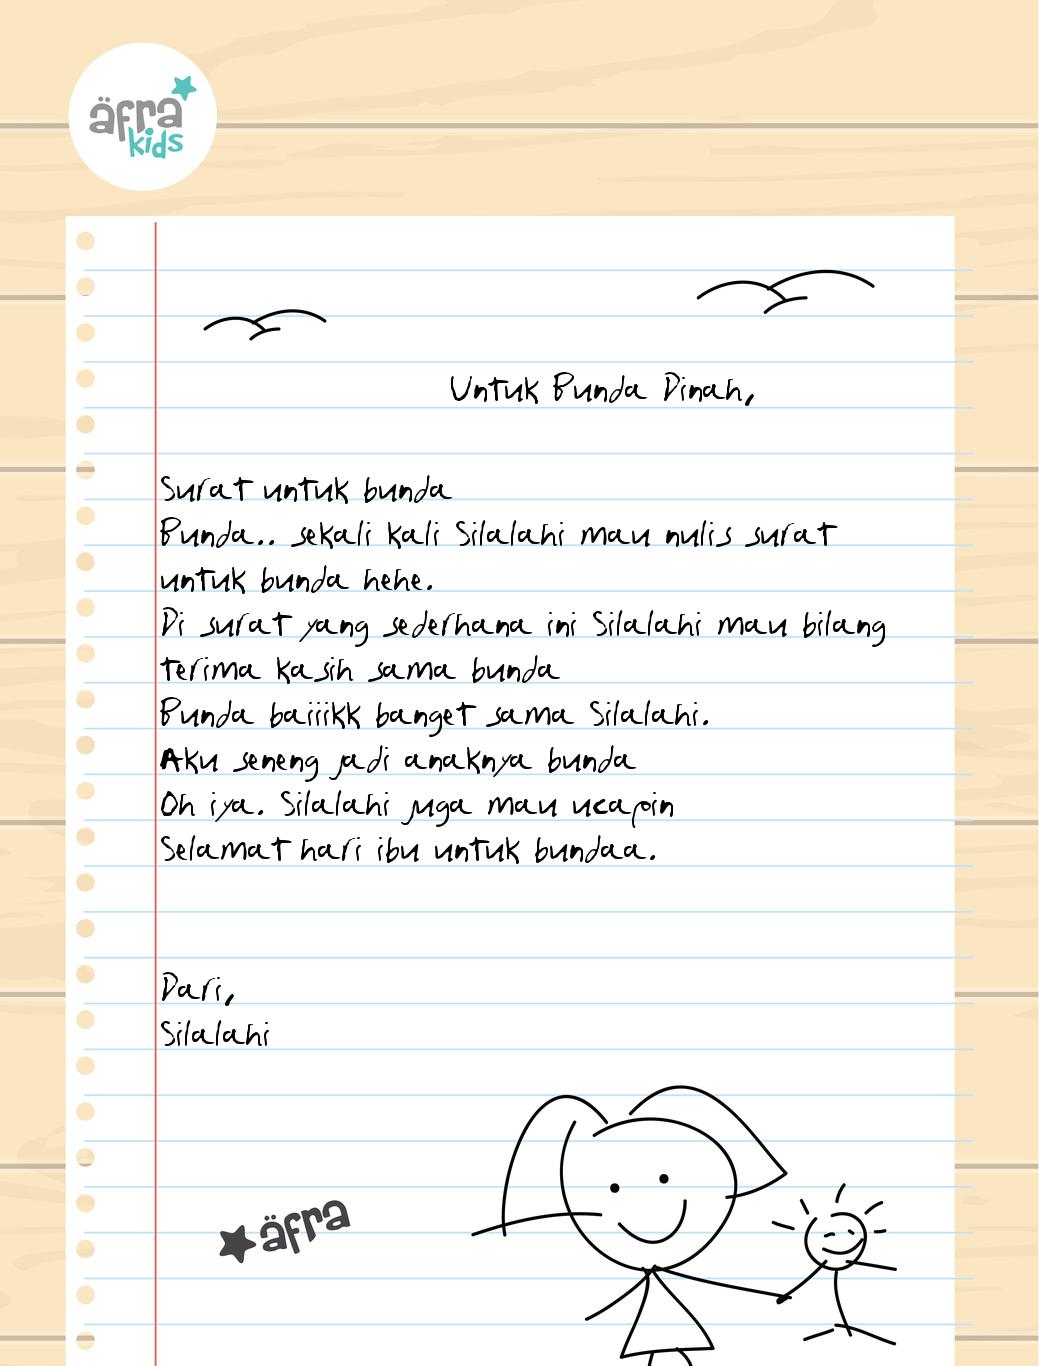 äfra
kids
Untuk Bunda Dinah,
Surat untuk bunda
Bunda.. sekali kali Silalahi mau nulis surat
untuk bunda hehe.
Di surat yang sederhana ini Silalahi mau bilang
terima kasih sama bunda
Bunda baiiikk banget sama Silalahi.
Aku seneng jadi anaknya bunda
Oh iya. Silalahi juga mau ucapin
Selamat hari ibu untuk bundaa.
Dari,
Silalahi
äfra